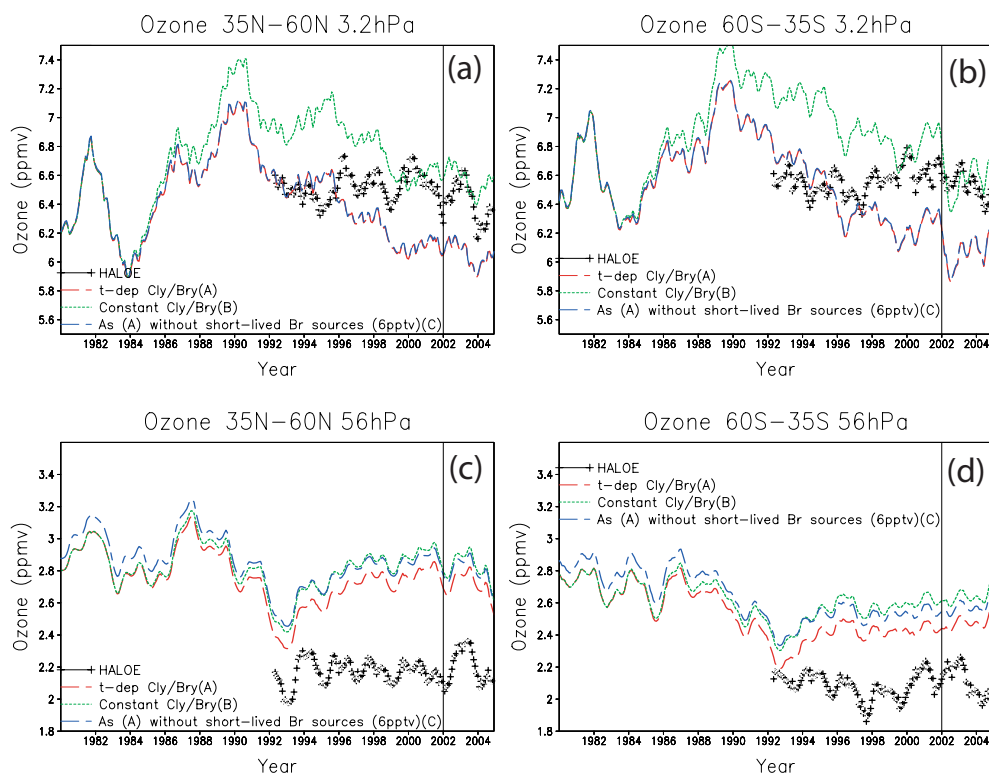 Ozone 35N−60N 3.2hPa
(a)
7.4
7.2
7
6.8
6.6
6.4
6.2
6
5.8
5.6
Ozone (ppmv)
HALOE
t−dep Cly/Bry(A)
Constant Cly/Bry(B)
As (A) without short−lived Br sources (6pptv)(C)
1982 1984 1986 1988 1990 1992 1994 1996 1998 2000 2002 2004
Year
Ozone 60S−35S 3.2hPa
(b)
7.4
7.2
7
6.8
6.6
6.4
6.2
6
5.8
5.6
Ozone (ppmv)
HALOE
t−dep Cly/Bry(A)
Constant Cly/Bry(B)
As (A) without short−lived Br sources (6pptv)(C)
1982 1984 1986 1988 1990 1992 1994 1996 1998 2000 2002 2004
Year
Ozone 35N−60N 56hPa
(c)
3.4
3.2
3
2.8
2.6
2.4
2.2
2
1.8
Ozone (ppmv)
HALOE
t−dep Cly/Bry(A)
Constant Cly/Bry(B)
As (A) without short−lived Br sources (6pptv)(C)
1982 1984 1986 1988 1990 1992 1994 1996 1998 2000 2002 2004
Year
Ozone 60S−35S 56hPa
(d)
3.4
3.2
3
2.8
2.6
2.4
2.2
2
1.8
Ozone (ppmv)
HALOE
t−dep Cly/Bry(A)
Constant Cly/Bry(B)
As (A) without short−lived Br sources (6pptv)(C)
1982 1984 1986 1988 1990 1992 1994 1996 1998 2000 2002 2004
Year